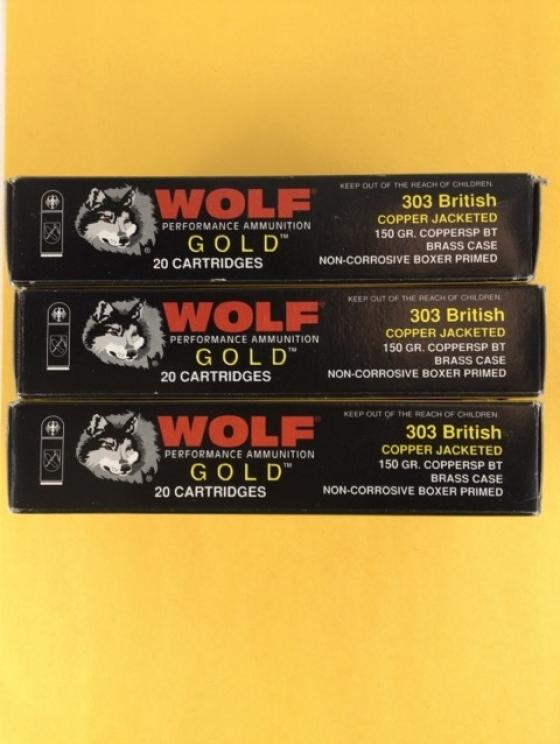 KEEP OUT OF THE REACH OF CHILDREN.
WOLF®
303 British
PERFORMANCE AMMUNITION
COPPER JACKETED
GOLD™
150 GR. COPPERSP BT
BRASS CASE
20 CARTRIDGES
NON-CORROSIVE BOXER PRIMED
KEEP OUT OF THE REACH OF CHILDREN.
WOLF®
303 British
PERFORMANCE AMMUNITION
COPPER JACKETED
GOLD™
150 GR. COPPERSP BT
BRASS CASE
20 CARTRIDGES
NON-CORROSIVE BOXER PRIMED
KEEP OUT OF THE REACH OF CHILDREN.
WOLF®
303 British
PERFORMANCE AMMUNITION
COPPER JACKETED
GOLD™
150 GR. COPPERSP BT
BRASS CASE
20 CARTRIDGES
NON-CORROSIVE BOXER PRIMED